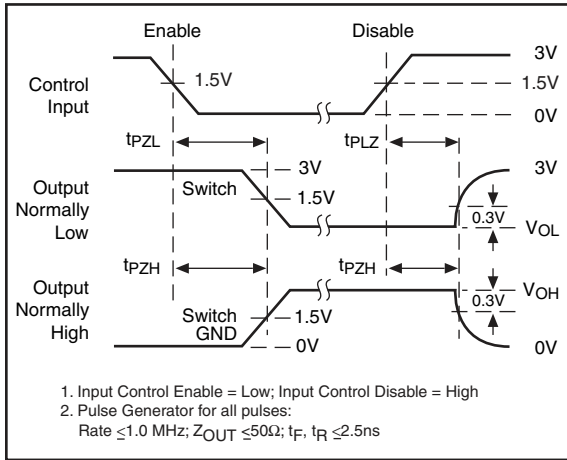 Enable Disable
3V
Control Input 1.5V 1.5V
0V
tPZL tPLZ
3V 3V
Output Normally Low Switch 1.5V
0.3V
VOL
tPZH tPZH
Output Normally High VOH
0.3V
Switch GND 1.5V
0V 0V
1. Input Control Enable = Low; Input Control Disable = High
2. Pulse Generator for all pulses:
Rate ≤1.0 MHz; ZOUT ≤50Ω; tF, tR ≤2.5ns